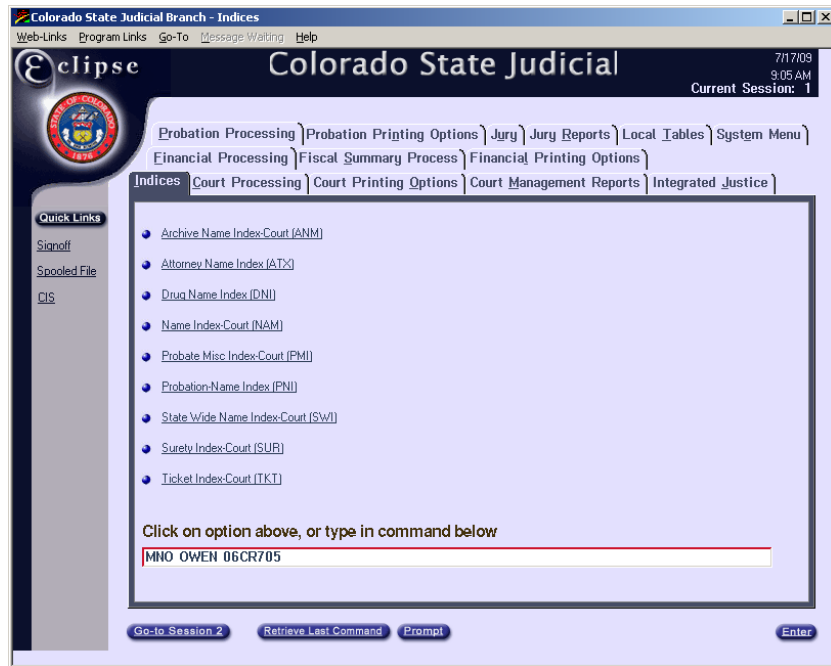 Colorado State Judicial Branch - Indices
Web-Links Program Links Go-To Message Waiting Help
Eclipse
Colorado State Judicial
7/17/09
9:05 AM
Current Session: 1
STATE OF COLORADO
1876
Probation Processing Probation Printing Options Jury Jury Reports Local Tables System Menu
Financial Processing Fiscal Summary Process Financial Printing Options
Indices Court Processing Court Printing Options Court Management Reports Integrated Justice
Quick Links
Signoff
Spooled File
CIS
Archive Name Index-Court (ANM)
Attorney Name Index (ATX)
Drug Name Index (DNI)
Name Index-Court (NAM)
Probate Misc Index-Court (PMI)
Probation-Name Index (PNI)
State Wide Name Index-Court (SWI)
Surety Index-Court (SUR)
Ticket Index-Court (TKT)
Click on option above, or type in command below
MNO OWEN 06CR705
Go-to Session 2 Retrieve Last Command Prompt Enter